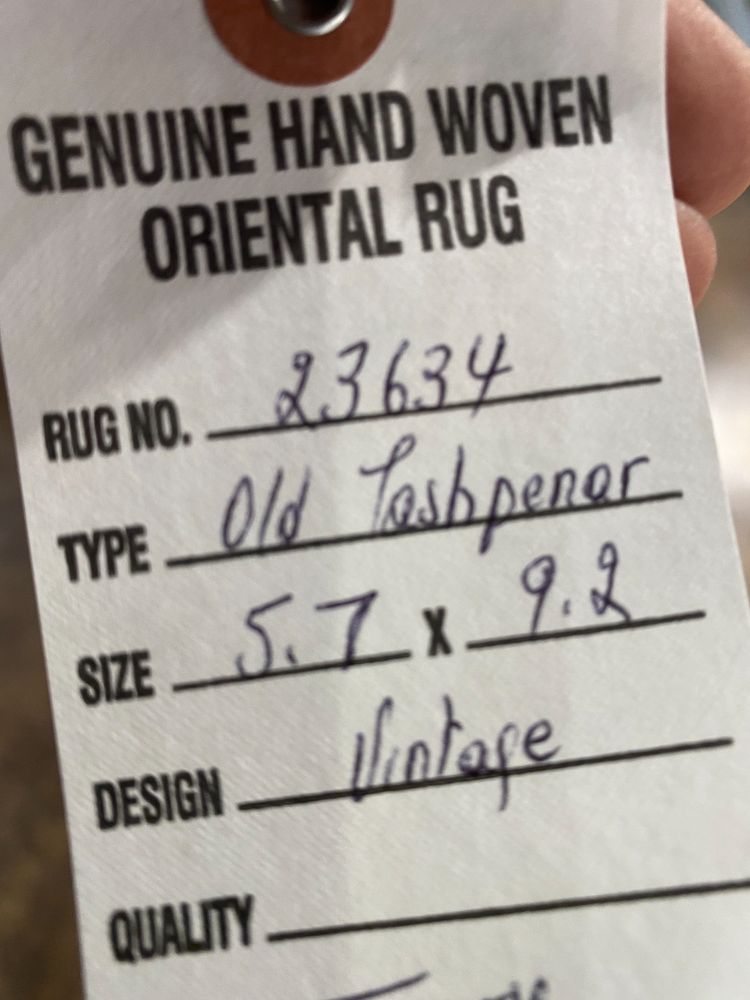 GENUINE HAND WOVEN
ORIENTAL RUG
RUG NO. 23634
TYPE Old Tashpenar
SIZE 5.7 X 9.2
DESIGN Vintage
QUALITY